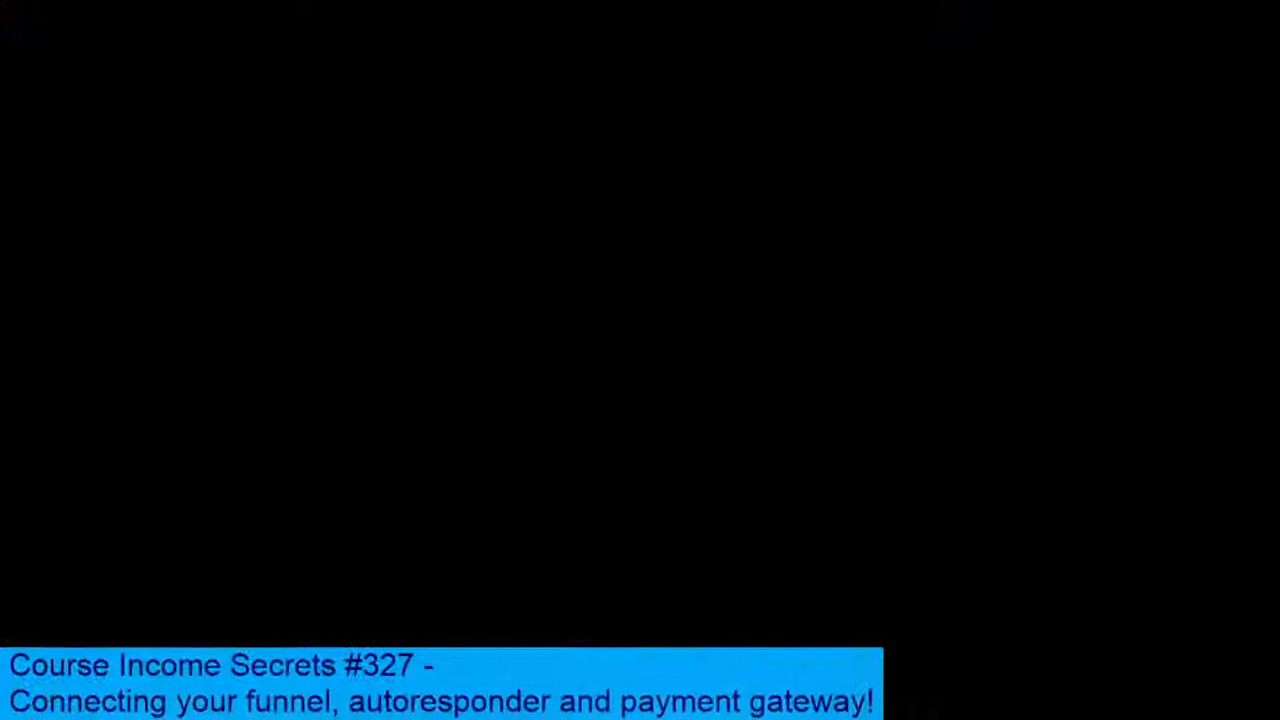 Course Income Secrets #327 -
Connecting your funnel, autoresponder and payment gateway!